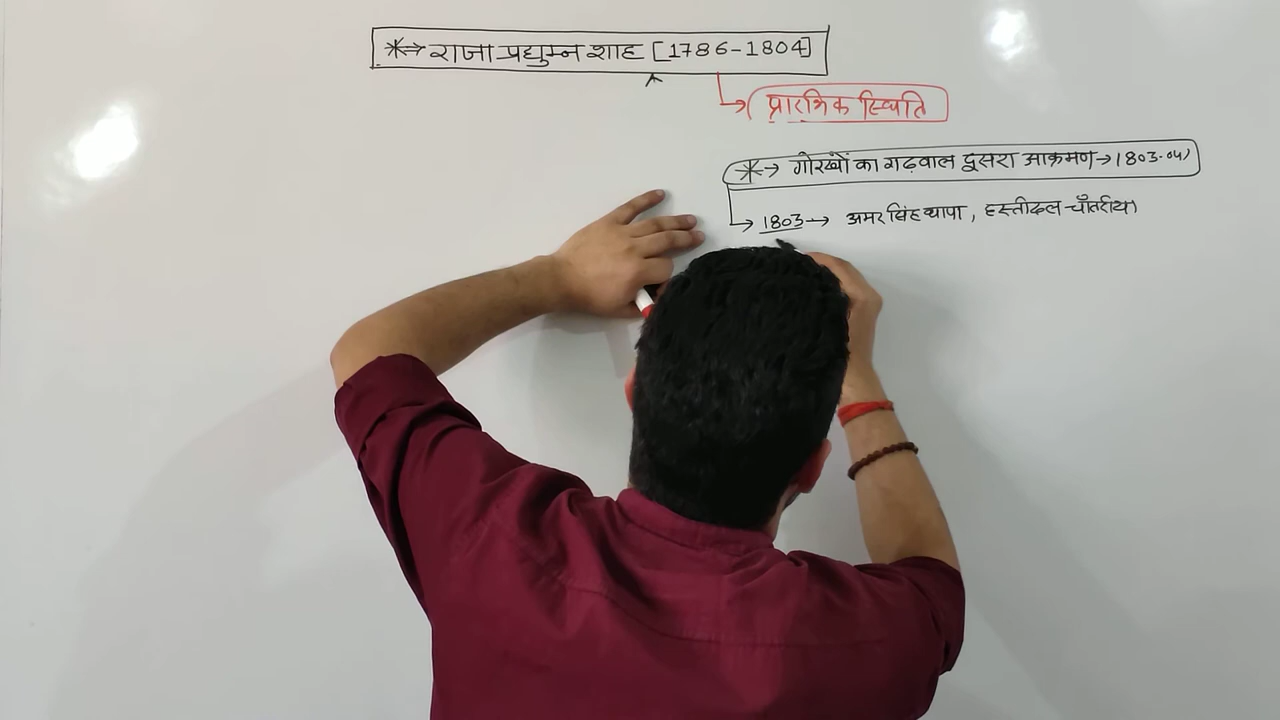 *→ राजा प्रद्युम्न शाह [1786-1804]
प्रारंभिक स्थिति
*→ गोरखों का गढ़वाल दूसरा आक्रमण→1803-04)
1803→ अमर सिंह थापा, हस्तीदल चौंतरीया